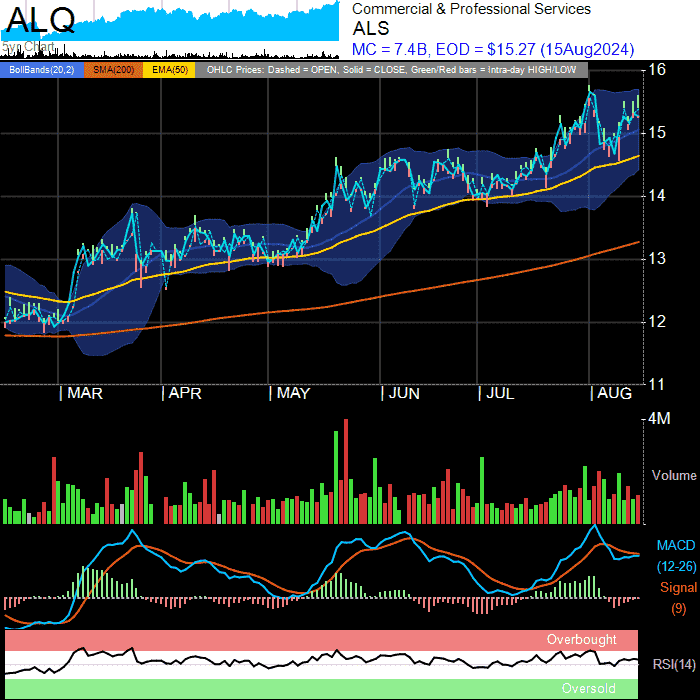 ALQ
5yr Chart
Commercial & Professional Services
ALS
MC = 7.4B, EOD = $15.27 (15Aug2024)
BollBands(20,2) SMA(200) EMA(50) OHLC Prices: Dashed = OPEN, Solid = CLOSE, Green/Red bars = Intra-day HIGH/LOW
16
15
14
13
12
11
| MAR | APR | MAY | JUN | JUL | AUG
4M
Volume
MACD
(12-26)
Signal
(9)
Overbought
RSI(14)
Oversold